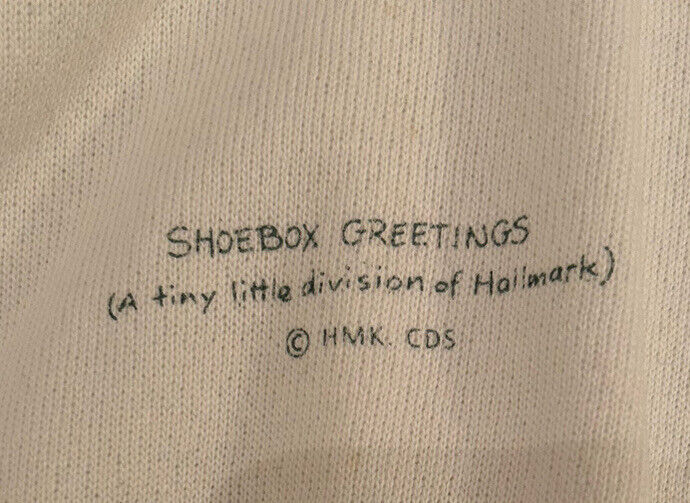 SHOEBOX GREETINGS
(A tiny little division of Hallmark)
© HMK. CDS